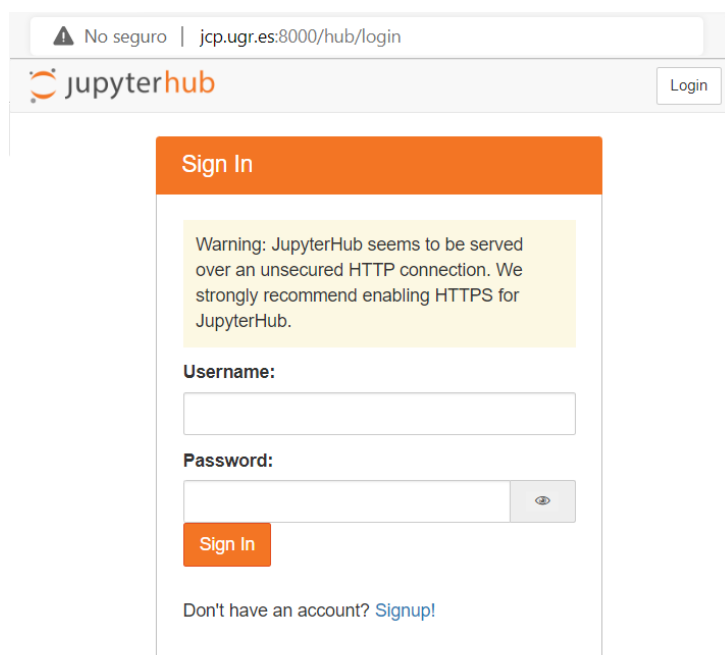 No seguro | jcp.ugr.es:8000/hub/login
jupyterhub
Login
Sign In
Warning: JupyterHub seems to be served
over an unsecured HTTP connection. We
strongly recommend enabling HTTPS for
JupyterHub.
Username:
Password:
Sign In
Don't have an account? Signup!